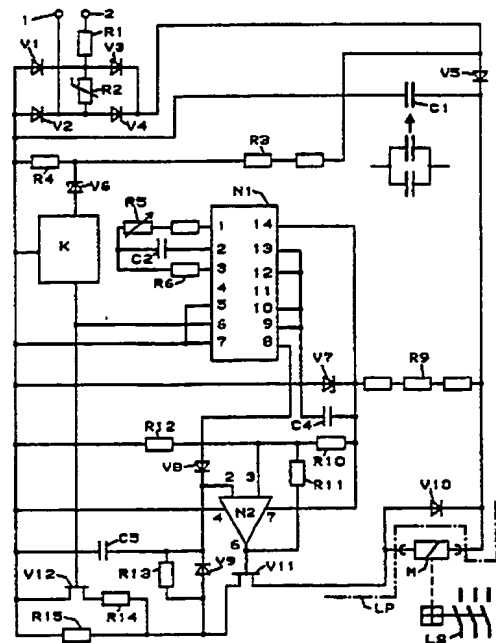 1 2
R1
V1 V3
R2
V2 V4
V5
C1
R4 R3
V6
K
N1
R5
C2
R6
1 14
2 13
3 12
4 11
5 10
6 9
7 8
V7
R9
C4
R12 R10
V8
R11
2 3
4 N2 7
6
V10
C5
R13
V9
V11
M
V12
R14
LP
R15
LS